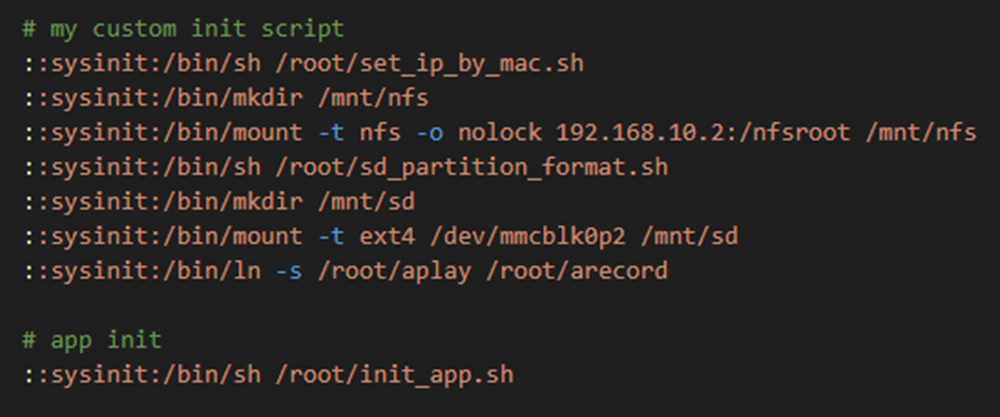 # my custom init script
::sysinit:/bin/sh /root/set_ip_by_mac.sh
::sysinit:/bin/mkdir /mnt/nfs
::sysinit:/bin/mount -t nfs -o nolock 192.168.10.2:/nfsroot /mnt/nfs
::sysinit:/bin/sh /root/sd_partition_format.sh
::sysinit:/bin/mkdir /mnt/sd
::sysinit:/bin/mount -t ext4 /dev/mmcblk0p2 /mnt/sd
::sysinit:/bin/ln -s /root/aplay /root/arecord
# app init
::sysinit:/bin/sh /root/init_app.sh